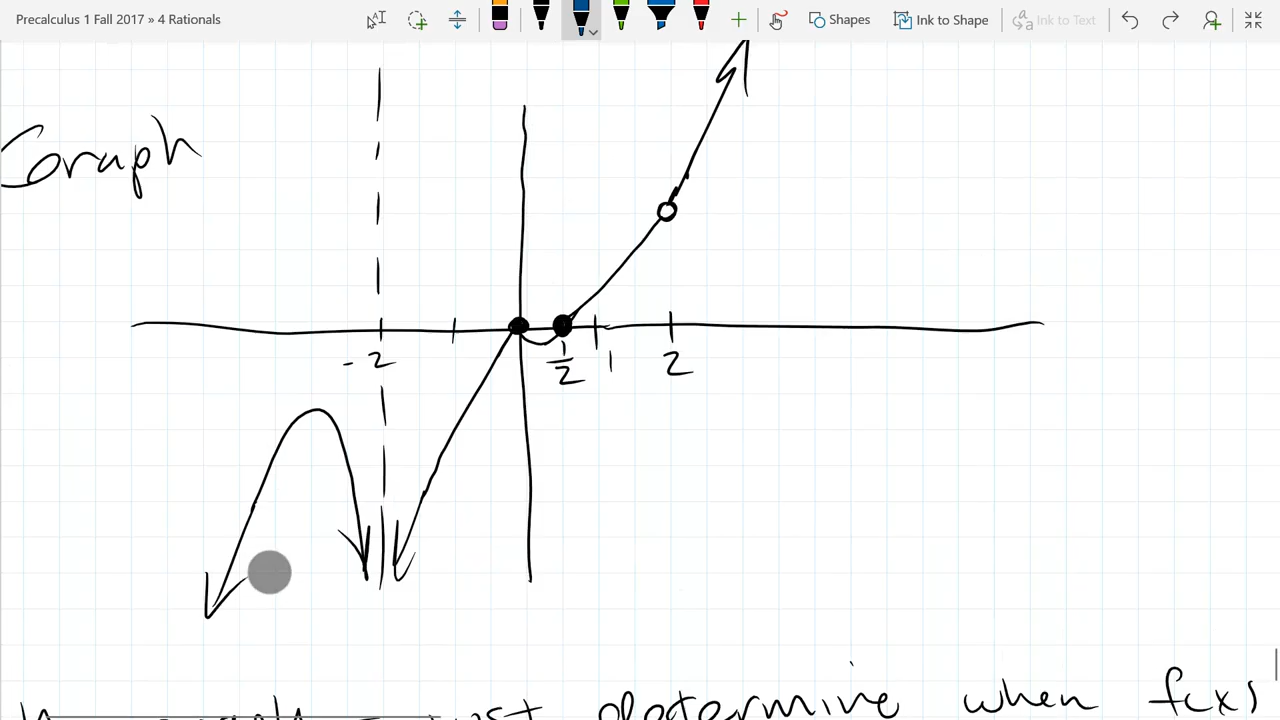 Precalculus 1 Fall 2017 » 4 Rationals
Shapes
Ink to Shape
Ink to Text
Graph
-2
1/2
1
2
determine when f(x)